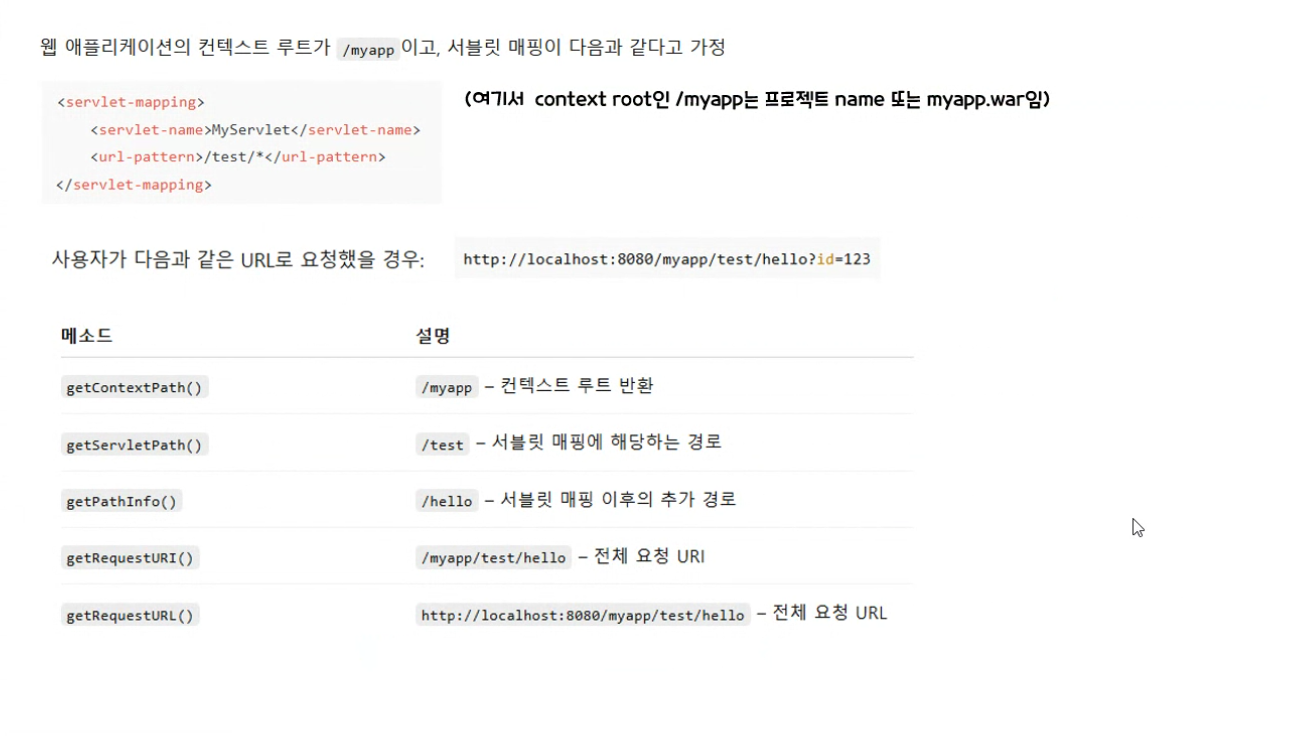 웹 애플리케이션의 컨텍스트 루트가 /myapp이고, 서블릿 매핑이 다음과 같다고 가정
(여기서 context root인 /myapp는 프로젝트 name 또는 myapp.war임)
<servlet-mapping>
    <servlet-name>MyServlet</servlet-name>
    <url-pattern>/test/*</url-pattern>
</servlet-mapping>
사용자가 다음과 같은 URL로 요청했을 경우: http://localhost:8080/myapp/test/hello?id=123
메소드 설명
getContextPath() /myapp – 컨텍스트 루트 반환
getServletPath() /test – 서블릿 매핑에 해당하는 경로
getPathInfo() /hello – 서블릿 매핑 이후의 추가 경로
getRequestURI() /myapp/test/hello – 전체 요청 URI
getRequestURL() http://localhost:8080/myapp/test/hello – 전체 요청 URL